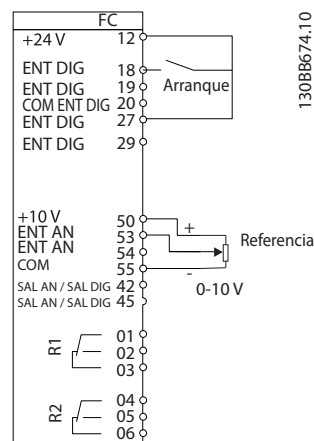 FC
+24 V 12
ENT DIG 18
ENT DIG 19
COM ENT DIG 20
ENT DIG 27
ENT DIG 29
Arranque
130BB674.10
+10 V 50
ENT AN 53
ENT AN 54
COM 55
SAL AN / SAL DIG 42
SAL AN / SAL DIG 45
+
-
Referencia
0-10 V
R1
01
02
03
R2
04
05
06